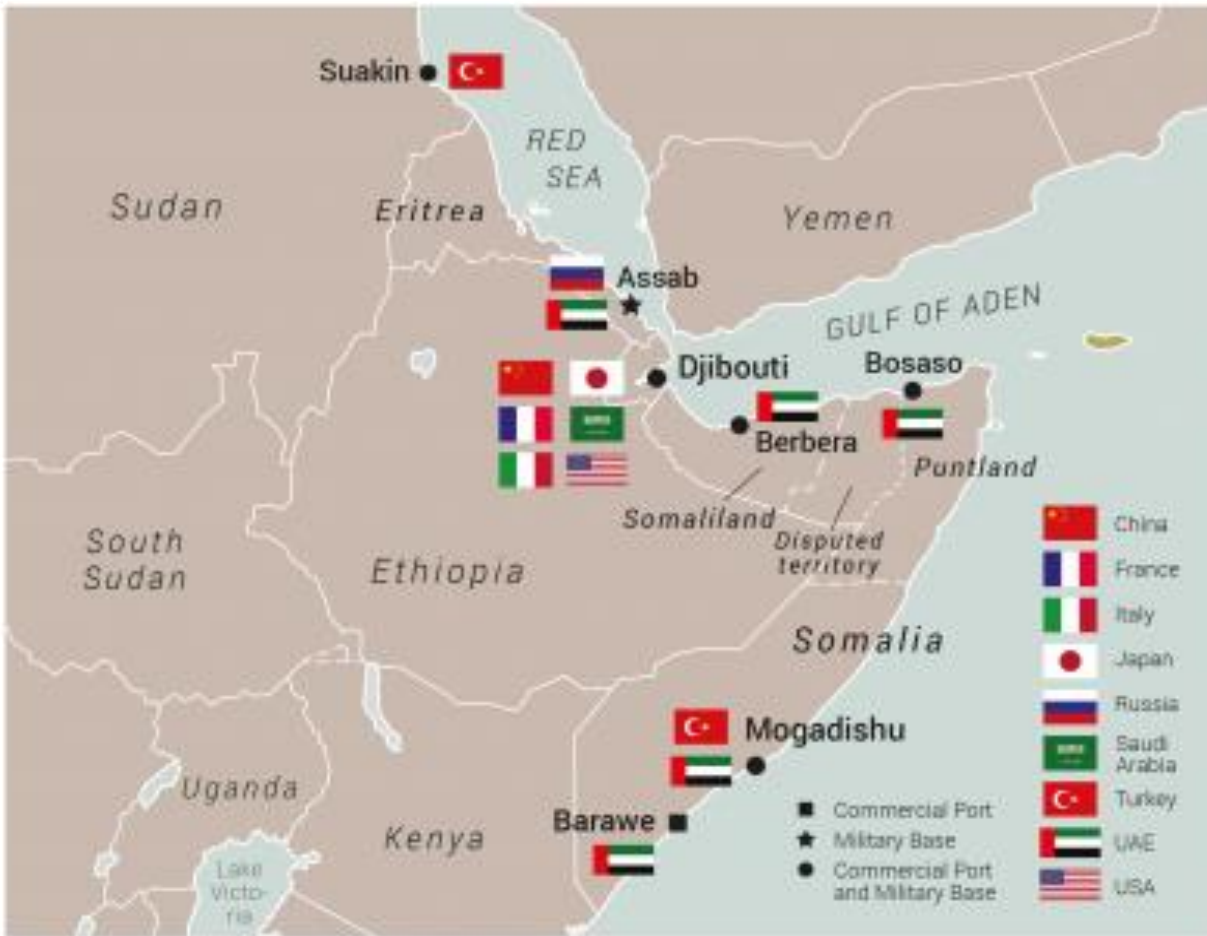 Suakin
RED
SEA
Sudan
Eritrea
Yemen
Assab
GULF OF ADEN
Djibouti
Bosaso
Berbera
Puntland
Somaliland
Disputed
territory
South
Sudan
Ethiopia
Somalia
Mogadishu
Uganda
Kenya
Barawe
Lake
Victo-
ria
China
France
Italy
Japan
Russia
Saudi
Arabia
Turkey
UAE
USA
Commercial Port
Military Base
Commercial Port
and Military Base